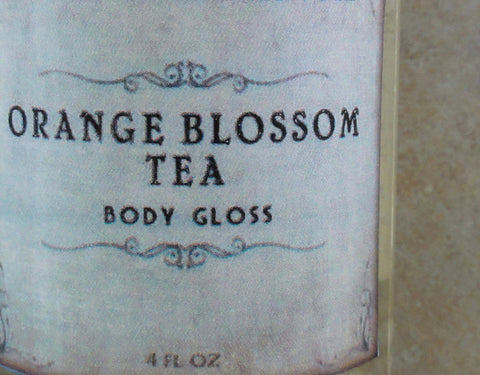 ORANGE BLOSSOM
TEA
BODY GLOSS
4 FL OZ